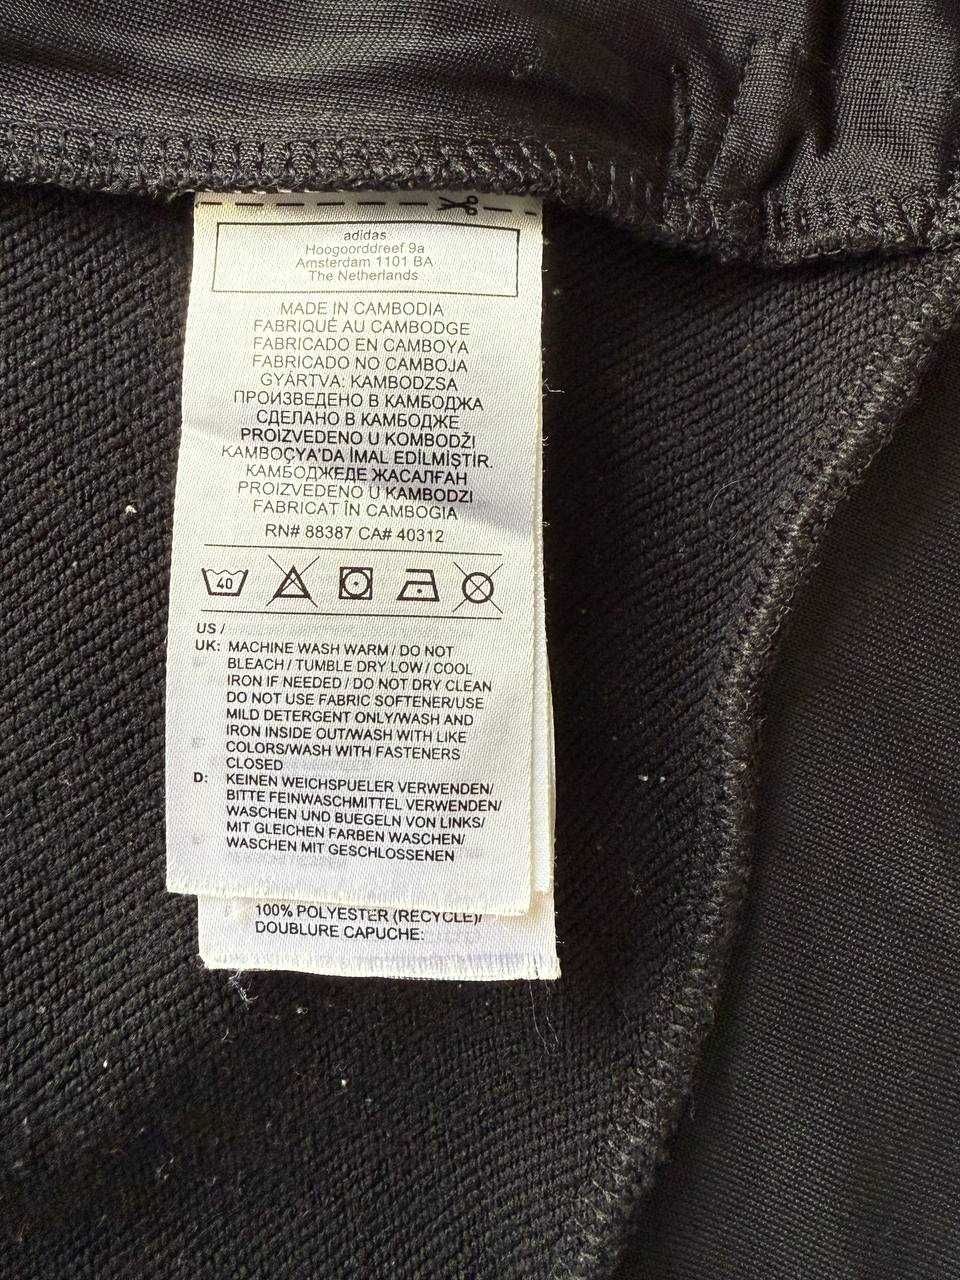 adidas
Hoogoorddreef 9a
Amsterdam 1101 BA
The Netherlands
MADE IN CAMBODIA
FABRIQUÉ AU CAMBODGE
FABRICADO EN CAMBOYA
FABRICADO NO CAMBOJA
GYÁRTVA: KAMBODZSA
ПРОИЗВЕДЕНО В КАМБОДЖА
СДЕЛАНО В КАМБОДЖЕ
PROIZVEDENO U KOMBODŽI
KAMBOÇYA'DA İMAL EDİLMİŞTİR.
КАМБОДЖЕДЕ ЖАСАЛҒАН
PROIZVEDENO U KAMBODZI
FABRICAT ÎN CAMBOGIA
RN# 88387 CA# 40312
40
US /
UK: MACHINE WASH WARM / DO NOT
BLEACH / TUMBLE DRY LOW / COOL
IRON IF NEEDED / DO NOT DRY CLEAN
DO NOT USE FABRIC SOFTENER/USE
MILD DETERGENT ONLY/WASH AND
IRON INSIDE OUT/WASH WITH LIKE
COLORS/WASH WITH FASTENERS
CLOSED
D: KEINEN WEICHSPUELER VERWENDEN/
BITTE FEINWASCHMITTEL VERWENDEN/
WASCHEN UND BUEGELN VON LINKS/
MIT GLEICHEN FARBEN WASCHEN/
WASCHEN MIT GESCHLOSSENEN
100% POLYESTER (RECYCLE)/
DOUBLURE CAPUCHE: